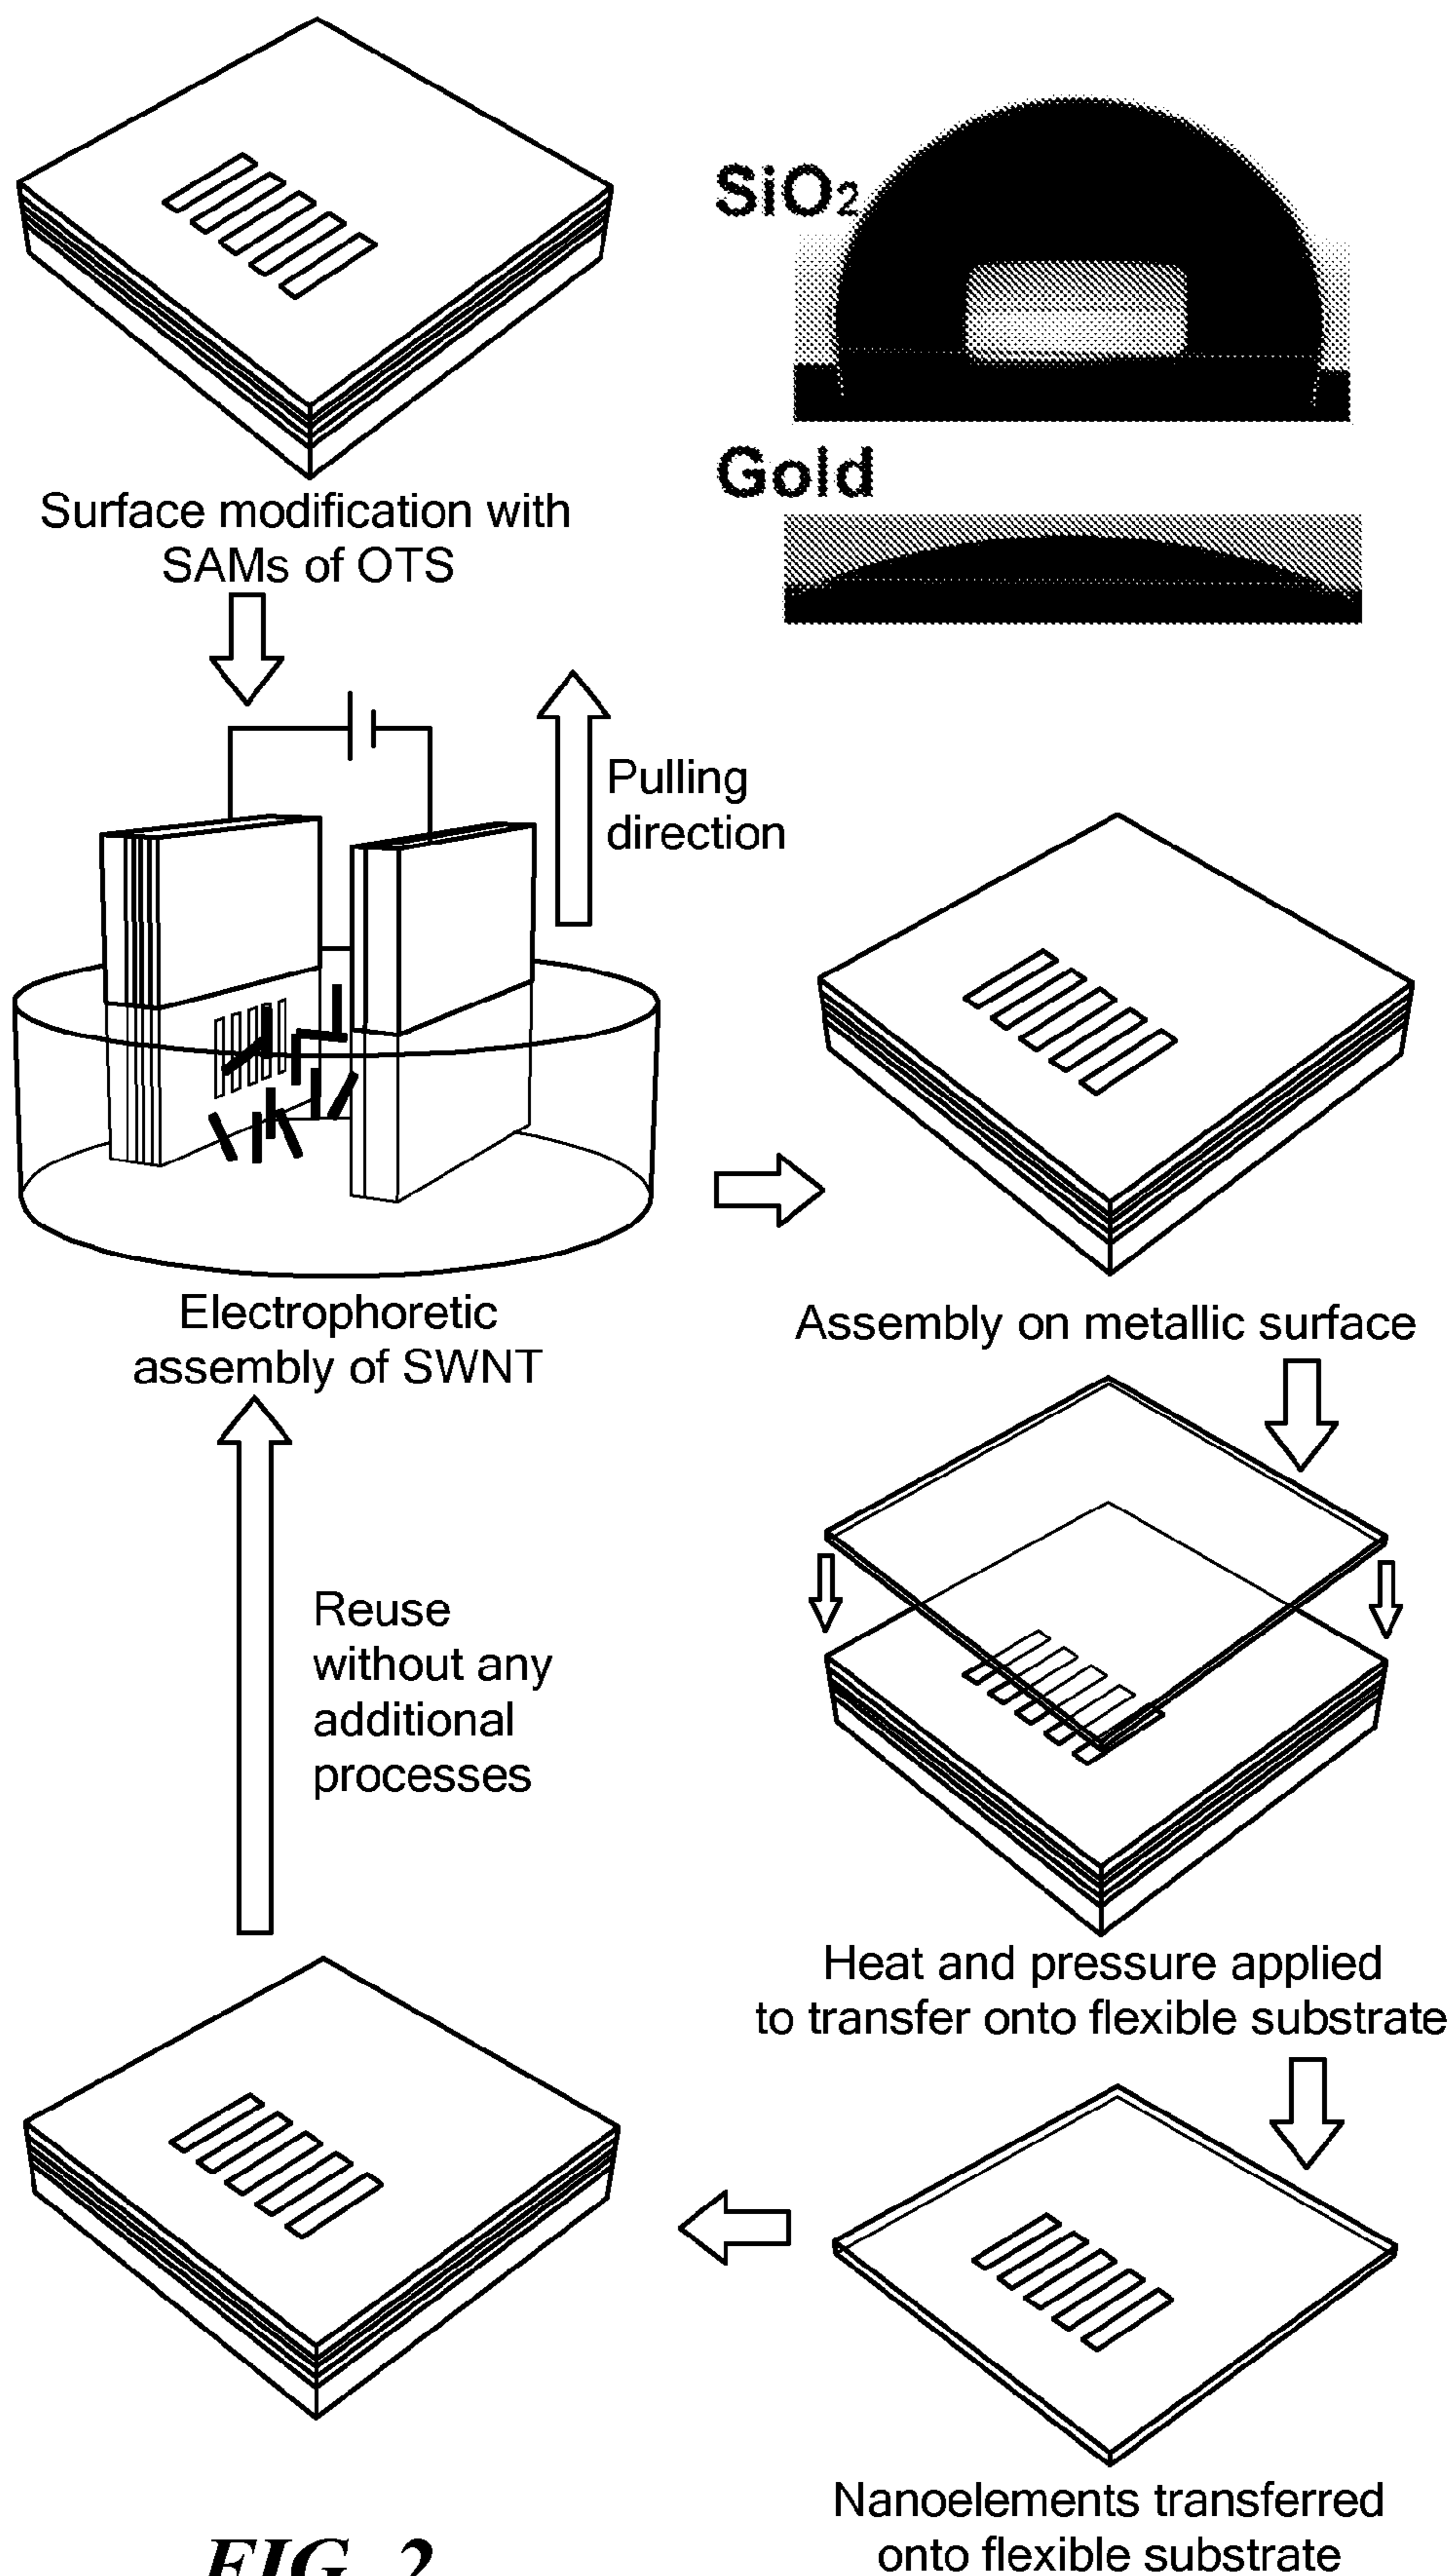 SiO2
Gold
Surface modification with
SAMs of OTS
Pulling
direction
Electrophoretic
assembly of SWNT
Assembly on metallic surface
Reuse
without any
additional
processes
Heat and pressure applied
to transfer onto flexible substrate
Nanoelements transferred
onto flexible substrate
FIG. 2